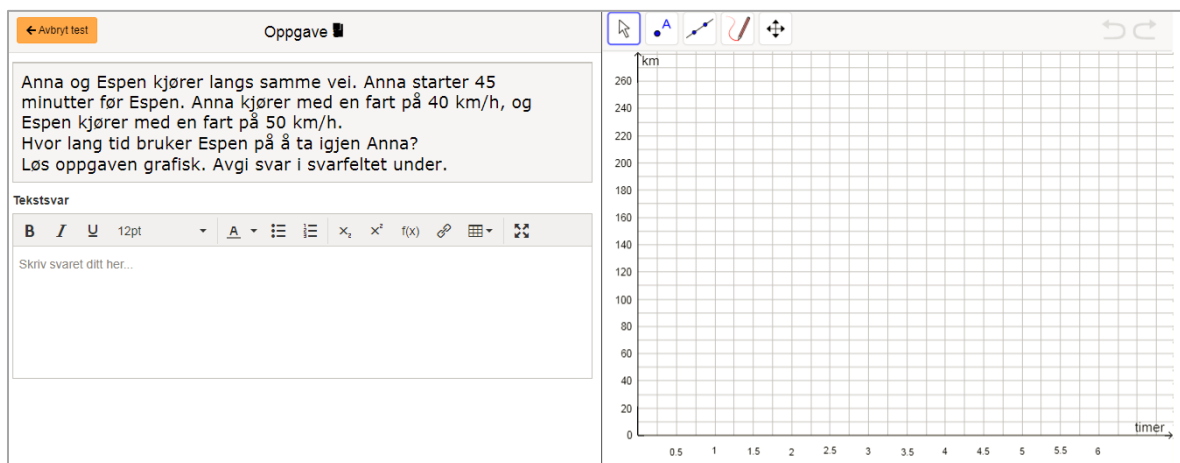 Avbryt test
Oppgave
Anna og Espen kjører langs samme vei. Anna starter 45
minutter før Espen. Anna kjører med en fart på 40 km/h, og
Espen kjører med en fart på 50 km/h.
Hvor lang tid bruker Espen på å ta igjen Anna?
Løs oppgaven grafisk. Avgi svar i svarfeltet under.
Tekstsvar
B I U 12pt A x₂ x² f(x)
Skriv svaret ditt her...
A
km
260
240
220
200
180
160
140
120
100
80
60
40
20
0
timer
0.5 1 1.5 2 2.5 3 3.5 4 4.5 5 5.5 6